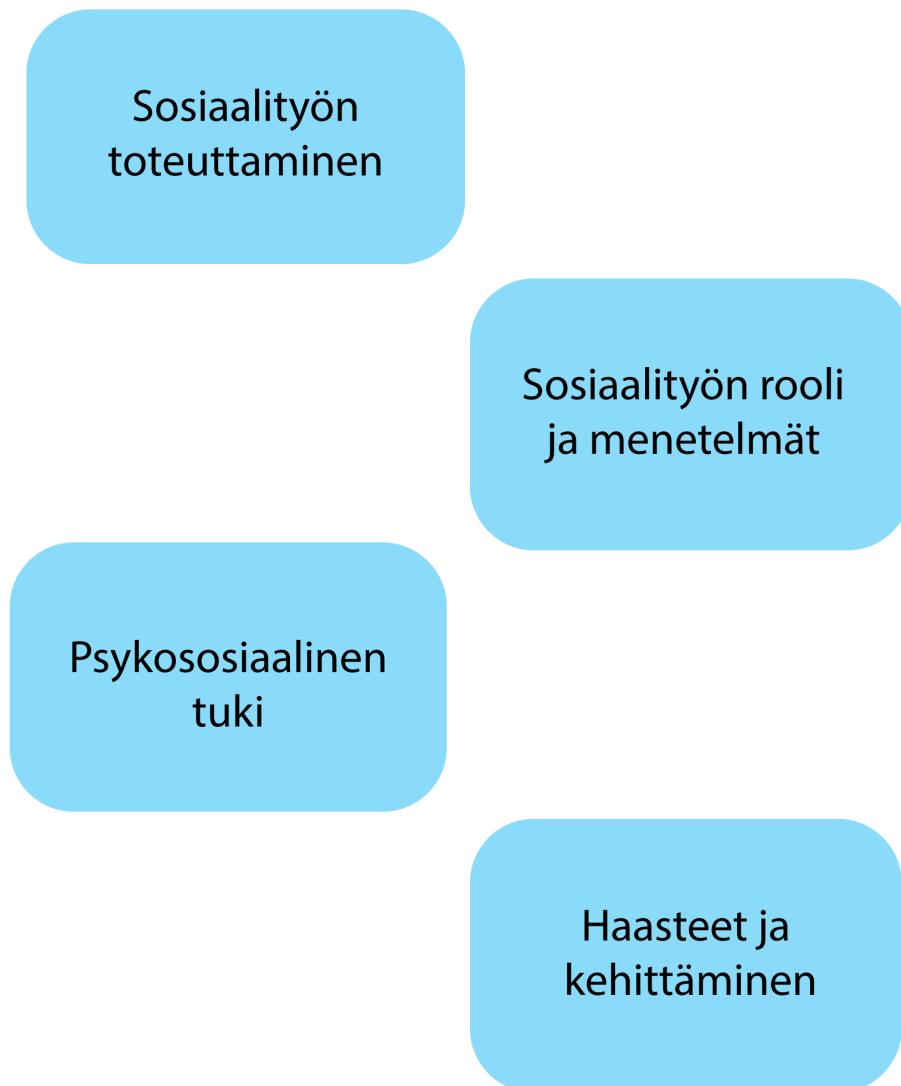 Sosiaalityön
toteuttaminen
Sosiaalityön rooli
ja menetelmät
Psykososiaalinen
tuki
Haasteet ja
kehittäminen